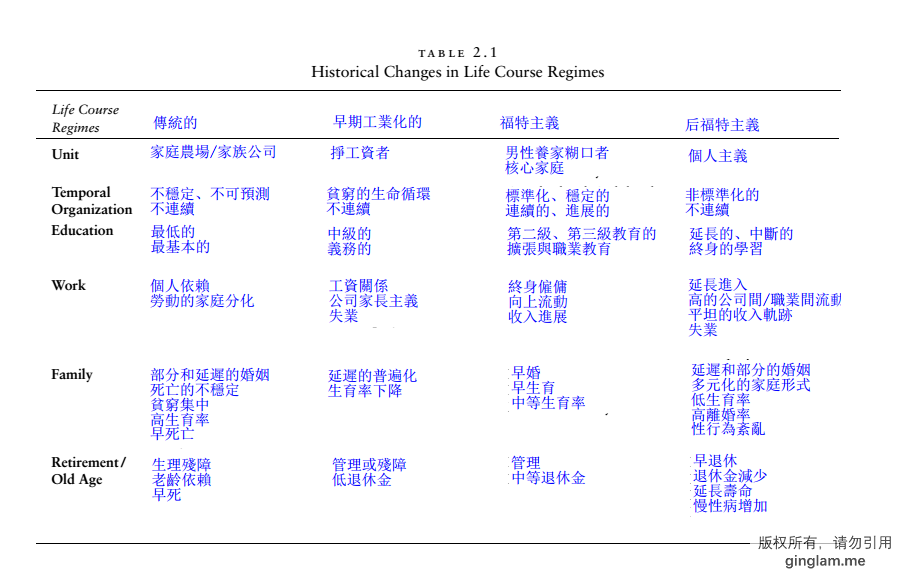 TABLE 2.1
Historical Changes in Life Course Regimes
Life Course
Regimes
傳統的
早期工業化的
福特主義
后福特主義
Unit
家庭農場/家族公司
掙工資者
男性養家糊口者
核心家庭
個人主義
Temporal
Organization
不穩定、不可預測
不連續
貧窮的生命循環
不連續
標準化、穩定的
連續的、進展的
非標準化的
不連續
Education
最低的
最基本的
中級的
義務的
第二級、第三級教育的
擴張與職業教育
延長的、中斷的
終身的學習
Work
個人依賴
勞動的家庭分化
工資關係
公司家長主義
失業
終身僱傭
向上流動
收入進展
延長進入
高的公司間/職業間流動
平坦的收入軌跡
失業
Family
部分和延遲的婚姻
死亡的不穩定
貧窮集中
高生育率
早死亡
延遲的普遍化
生育率下降
早婚
早生育
中等生育率
延遲和部分的婚姻
多元化的家庭形式
低生育率
高離婚率
性行為紊亂
Retirement/
Old Age
生理殘障
老齡依賴
早死
管理或殘障
低退休金
管理
中等退休金
早退休
退休金減少
延長壽命
慢性病增加
版权所有，请勿引用
ginglam.me